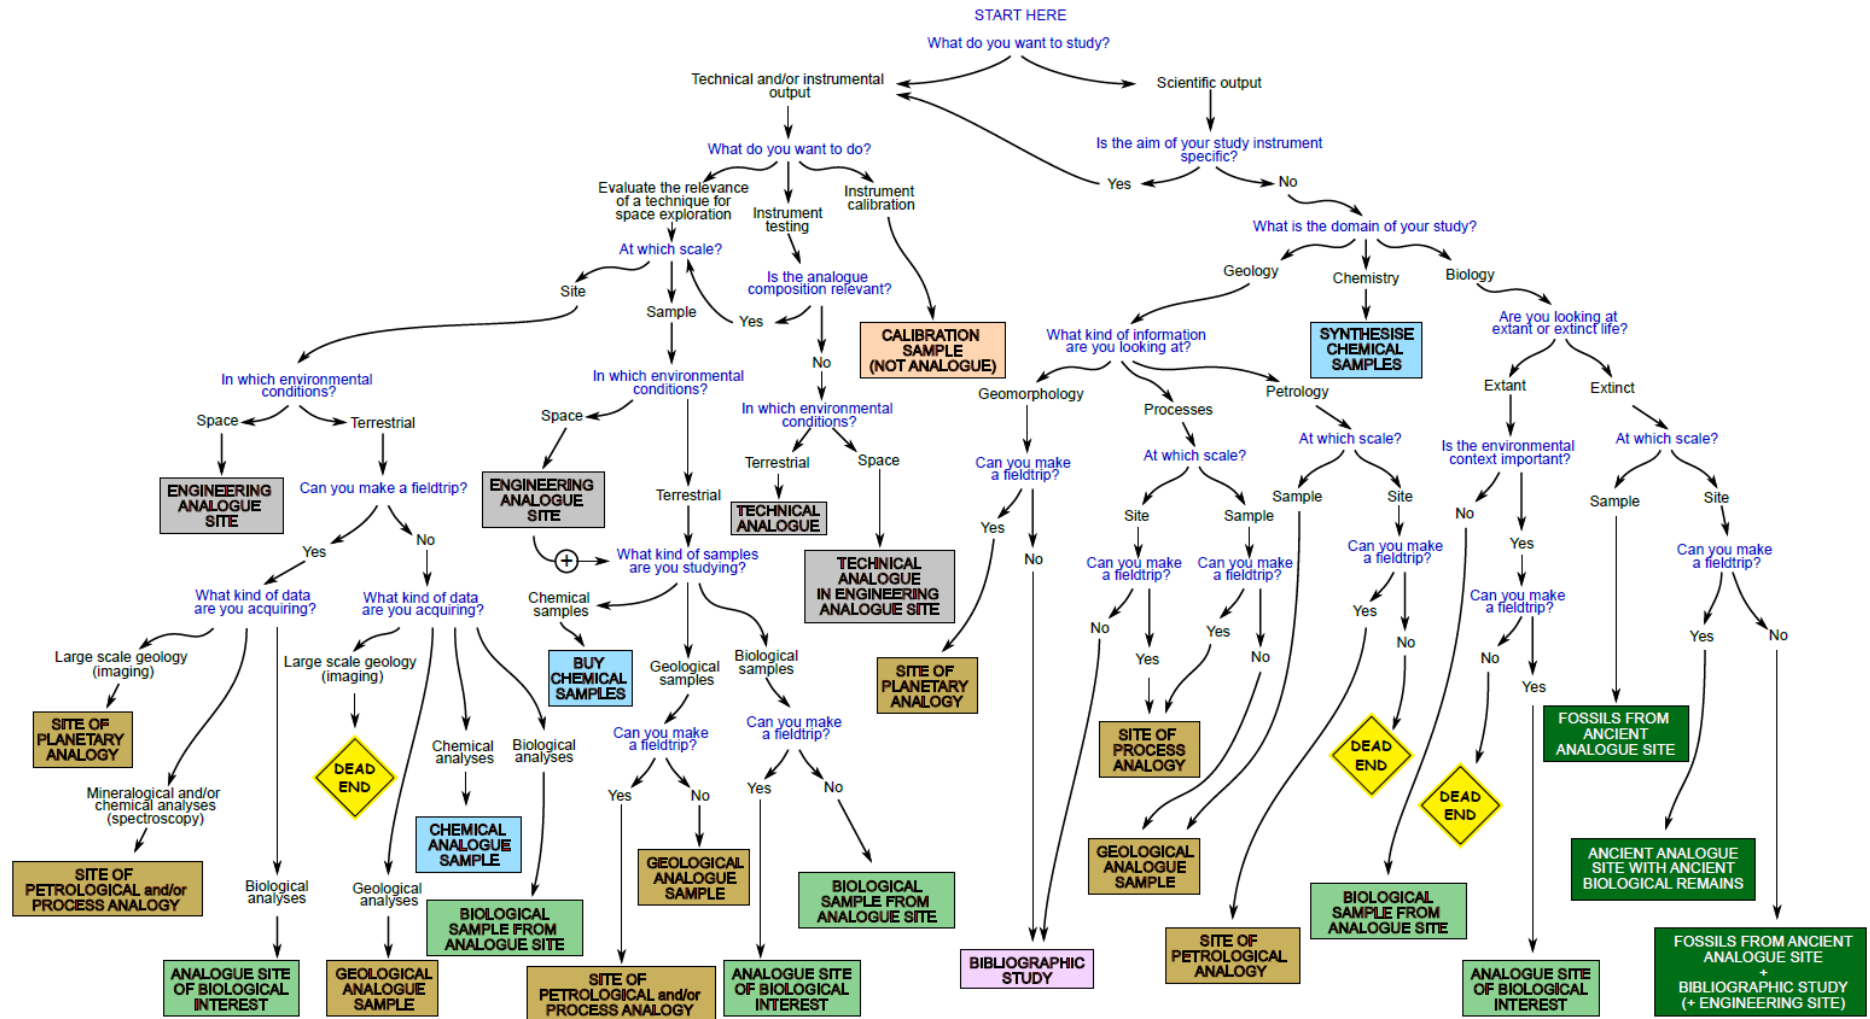 START HERE
What do you want to study?
Technical and/or instrumental
output
Scientific output
What do you want to do?
Is the aim of your study instrument
specific?
Yes
No
Evaluate the relevance
of a technique for
space exploration
Instrument
testing
Instrument
calibration
What is the domain of your study?
At which scale?
Is the analogue
composition relevant?
Geology
Chemistry
Biology
Site
Sample
Yes
No
CALIBRATION
SAMPLE
(NOT ANALOGUE)
What kind of information
are you looking at?
SYNTHESISE
CHEMICAL
SAMPLES
Are you looking at
extant or extinct life?
In which environmental
conditions?
In which environmental
conditions?
In which environmental
conditions?
Geomorphology
Processes
Petrology
Extant
Extinct
Space
Terrestrial
Space
Terrestrial
Terrestrial
Space
Can you make
a fieldtrip?
At which scale?
At which scale?
Is the environmental
context important?
At which scale?
ENGINEERING
ANALOGUE
SITE
Can you make a fieldtrip?
ENGINEERING
ANALOGUE
SITE
TECHNICAL
ANALOGUE
TECHNICAL
ANALOGUE
IN ENGINEERING
ANALOGUE SITE
Yes
No
Site
Sample
Sample
Site
No
Yes
Sample
Site
Yes
No
+
What kind of samples
are you studying?
Can you make
a fieldtrip?
Can you make
a fieldtrip?
Can you make
a fieldtrip?
Can you make
a fieldtrip?
Can you make
a fieldtrip?
What kind of data
are you acquiring?
What kind of data
are you acquiring?
Chemical
samples
Geological
samples
Biological
samples
No
Yes
Yes
No
Yes
No
No
Yes
Yes
No
Large scale geology
(imaging)
Large scale geology
(imaging)
BUY
CHEMICAL
SAMPLES
SITE OF
PLANETARY
ANALOGY
SITE OF
PLANETARY
ANALOGY
DEAD
END
Chemical
analyses
Biological
analyses
Can you make
a fieldtrip?
Can you make
a fieldtrip?
SITE OF
PROCESS
ANALOGY
DEAD
END
DEAD
END
FOSSILS FROM
ANCIENT
ANALOGUE SITE
Mineralogical and/or
chemical analyses
(spectroscopy)
Yes
No
Yes
No
CHEMICAL
ANALOGUE
SAMPLE
GEOLOGICAL
ANALOGUE
SAMPLE
GEOLOGICAL
ANALOGUE
SAMPLE
ANCIENT ANALOGUE
SITE WITH ANCIENT
BIOLOGICAL REMAINS
SITE OF
PETROLOGICAL and/or
PROCESS ANALOGY
Biological
analyses
Geological
analyses
BIOLOGICAL
SAMPLE FROM
ANALOGUE SITE
BIOLOGICAL
SAMPLE FROM
ANALOGUE SITE
BIOLOGICAL
SAMPLE FROM
ANALOGUE SITE
ANALOGUE SITE
OF BIOLOGICAL
INTEREST
GEOLOGICAL
ANALOGUE
SAMPLE
SITE OF
PETROLOGICAL and/or
PROCESS ANALOGY
ANALOGUE SITE
OF BIOLOGICAL
INTEREST
BIBLIOGRAPHIC
STUDY
SITE OF
PETROLOGICAL
ANALOGY
ANALOGUE SITE
OF BIOLOGICAL
INTEREST
FOSSILS FROM ANCIENT
ANALOGUE SITE
+
BIBLIOGRAPHIC STUDY
(+ ENGINEERING SITE)